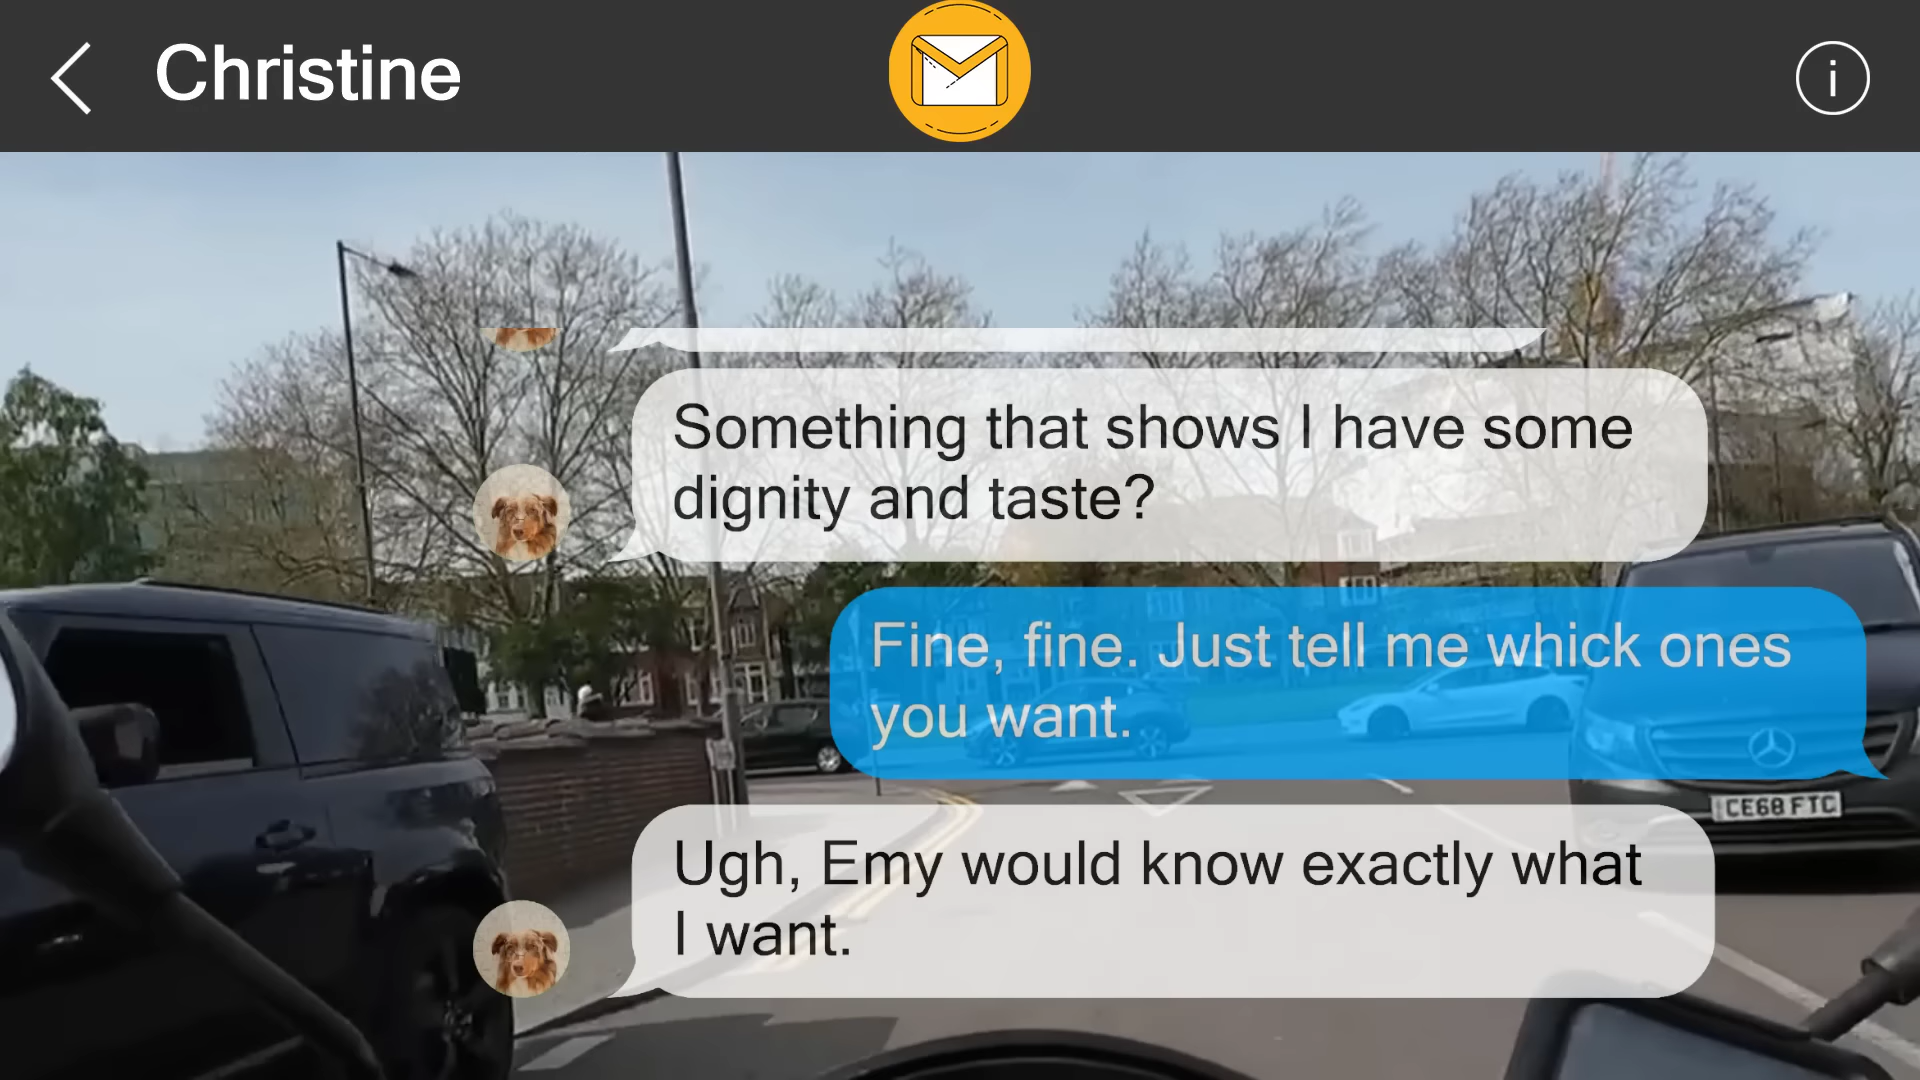 Christine
i
Something that shows I have some
dignity and taste?
Fine, fine. Just tell me whick ones
you want.
CE68 FTC
Ugh, Emy would know exactly what
I want.